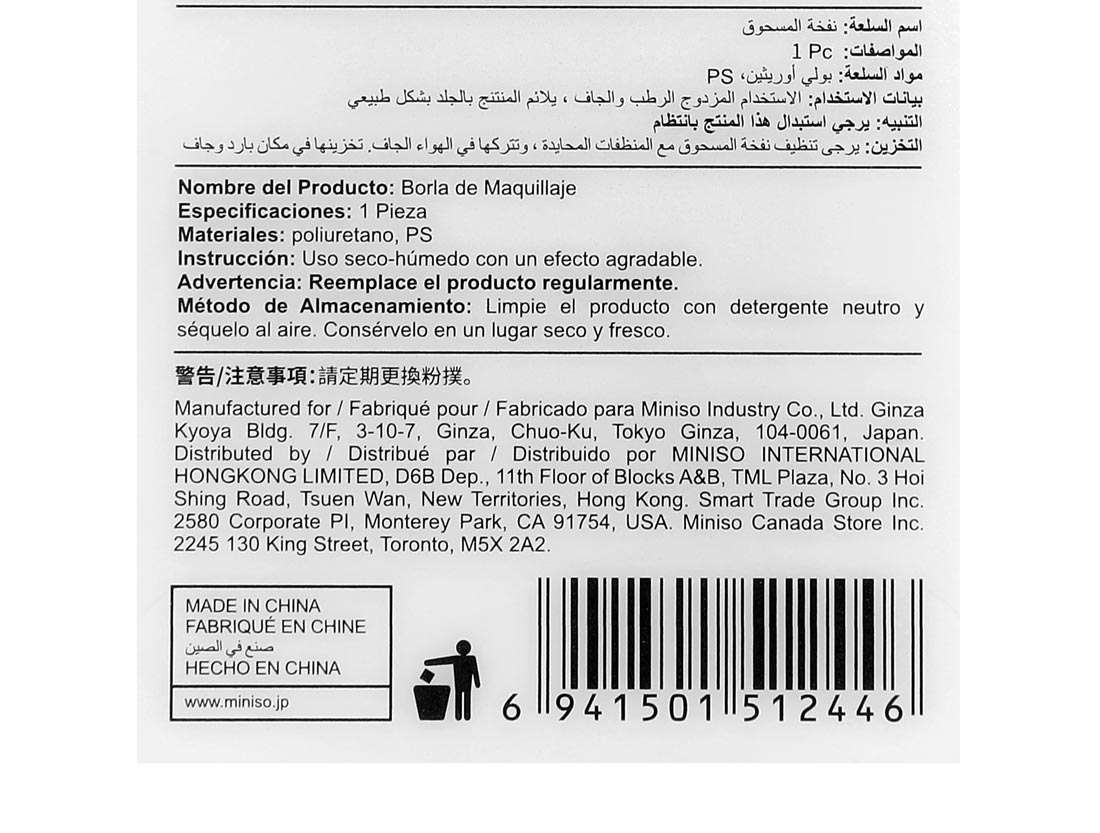 اسم السلعة: نفخة المسحوق
المواصفات: 1 Pc
مواد السلعة: بولي أوريثين، PS
بيانات الاستخدام: الاستخدام المزدوج الرطب والجاف ، يلائم المنتنج بالجلد بشكل طبيعي
التنبيه: يرجي استبدال هذا المنتج بانتظام
التخزين: يرجى تنظيف نفخة المسحوق مع المنظفات المحايدة ، وتتركها في الهواء الجاف. تخزينها في مكان بارد وجاف
Nombre del Producto: Borla de Maquillaje
Especificaciones: 1 Pieza
Materiales: poliuretano, PS
Instrucción: Uso seco-húmedo con un efecto agradable.
Advertencia: Reemplace el producto regularmente.
Método de Almacenamiento: Limpie el producto con detergente neutro y
séquelo al aire. Consérvelo en un lugar seco y fresco.
警告/注意事項:請定期更換粉撲。
Manufactured for / Fabriqué pour / Fabricado para Miniso Industry Co., Ltd. Ginza
Kyoya Bldg. 7/F, 3-10-7, Ginza, Chuo-Ku, Tokyo Ginza, 104-0061, Japan.
Distributed by / Distribué par / Distribuido por MINISO INTERNATIONAL
HONGKONG LIMITED, D6B Dep., 11th Floor of Blocks A&B, TML Plaza, No. 3 Hoi
Shing Road, Tsuen Wan, New Territories, Hong Kong. Smart Trade Group Inc.
2580 Corporate Pl, Monterey Park, CA 91754, USA. Miniso Canada Store Inc.
2245 130 King Street, Toronto, M5X 2A2.
MADE IN CHINA
FABRIQUÉ EN CHINE
صنع في الصين
HECHO EN CHINA
www.miniso.jp
6 941501 512446